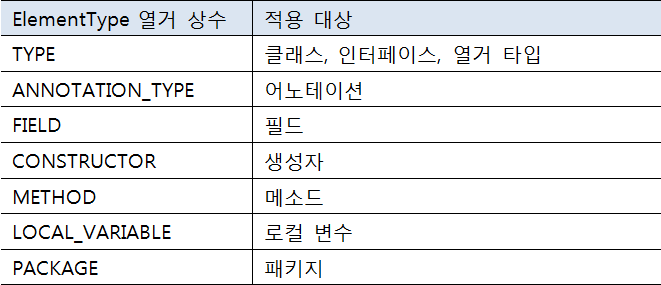 ElementType 열거 상수 적용 대상
TYPE 클래스, 인터페이스, 열거 타입
ANNOTATION_TYPE 어노테이션
FIELD 필드
CONSTRUCTOR 생성자
METHOD 메소드
LOCAL_VARIABLE 로컬 변수
PACKAGE 패키지